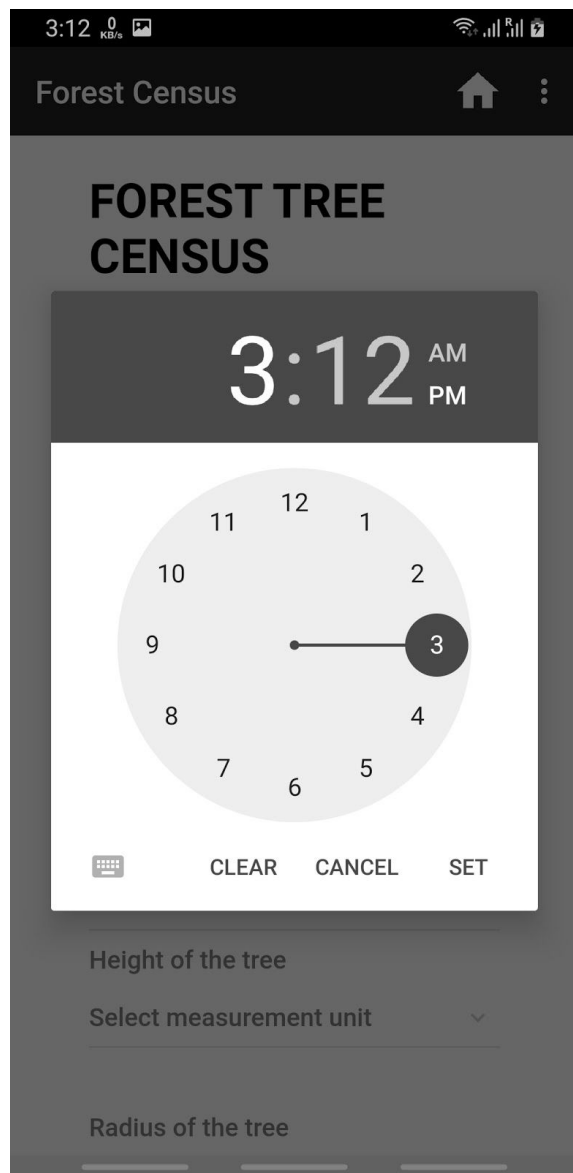 3:12 0 KB/s R
Forest Census
FOREST TREE
CENSUS
3:12 AM
PM
12
11 1
10 2
9 3
8 4
7 5
6
CLEAR CANCEL SET
Height of the tree
Select measurement unit
Radius of the tree